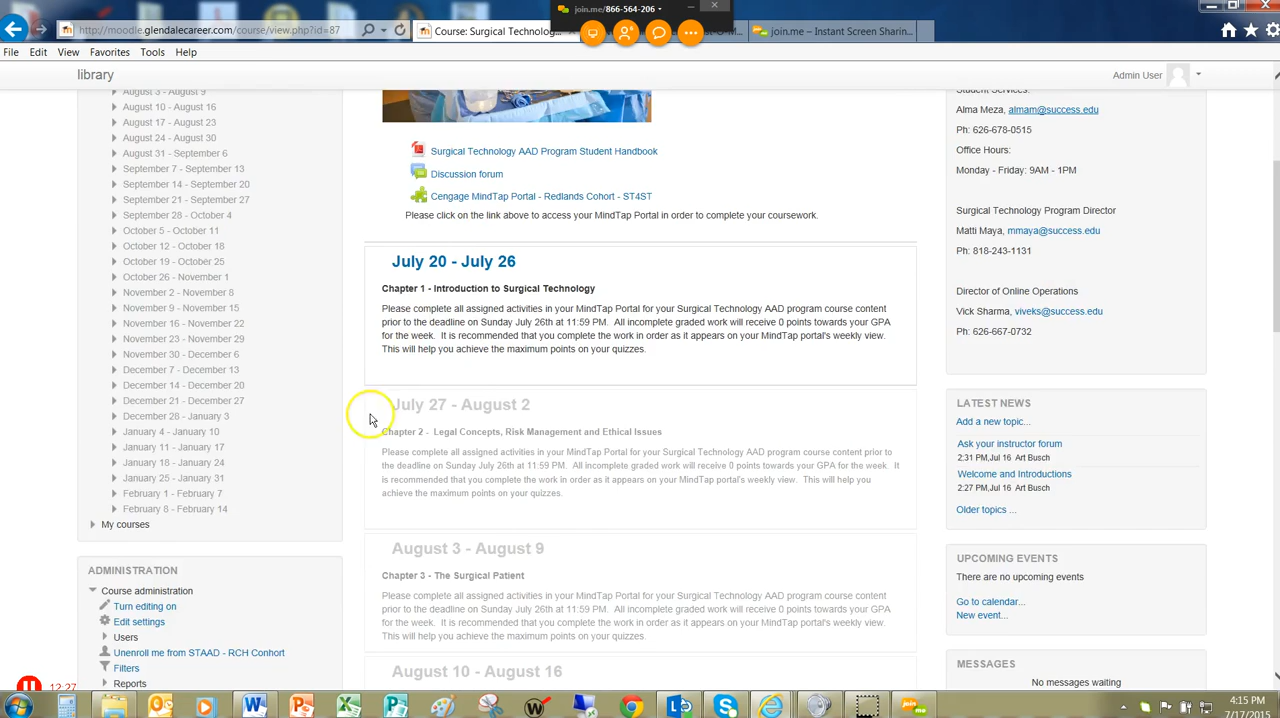 join.me/866-564-206
http://moodle.glendalecareer.com/course/view.php?id=87
Course: Surgical Technolog...
join.me – Instant Screen Sharin...
File Edit View Favorites Tools Help
library
Admin User
August 3 - August 9
August 10 - August 16
August 17 - August 23
August 24 - August 30
August 31 - September 6
September 7 - September 13
September 14 - September 20
September 21 - September 27
September 28 - October 4
October 5 - October 11
October 12 - October 18
October 19 - October 25
October 26 - November 1
November 2 - November 8
November 9 - November 15
November 16 - November 22
November 23 - November 29
November 30 - December 6
December 7 - December 13
December 14 - December 20
December 21 - December 27
December 28 - January 3
January 4 - January 10
January 11 - January 17
January 18 - January 24
January 25 - January 31
February 1 - February 7
February 8 - February 14
My courses
ADMINISTRATION
Course administration
Turn editing on
Edit settings
Users
Unenroll me from STAAD - RCH Conhort
Filters
Reports
Surgical Technology AAD Program Student Handbook
Discussion forum
Cengage MindTap Portal - Redlands Cohort - ST4ST
Please click on the link above to access your MindTap Portal in order to complete your coursework.
July 20 - July 26
Chapter 1 - Introduction to Surgical Technology
Please complete all assigned activities in your MindTap Portal for your Surgical Technology AAD program course content
prior to the deadline on Sunday July 26th at 11:59 PM. All incomplete graded work will receive 0 points towards your GPA
for the week. It is recommended that you complete the work in order as it appears on your MindTap portal's weekly view.
This will help you achieve the maximum points on your quizzes.
July 27 - August 2
Chapter 2 - Legal Concepts, Risk Management and Ethical Issues
Please complete all assigned activities in your MindTap Portal for your Surgical Technology AAD program course content prior to
the deadline on Sunday July 26th at 11:59 PM. All incomplete graded work will receive 0 points towards your GPA for the week. It
is recommended that you complete the work in order as it appears on your MindTap portal's weekly view. This will help you
achieve the maximum points on your quizzes.
August 3 - August 9
Chapter 3 - The Surgical Patient
Please complete all assigned activities in your MindTap Portal for your Surgical Technology AAD program course content
prior to the deadline on Sunday July 26th at 11:59 PM. All incomplete graded work will receive 0 points towards your GPA
for the week. It is recommended that you complete the work in order as it appears on your MindTap portal's weekly view.
This will help you achieve the maximum points on your quizzes.
August 10 - August 16
Student Services:
Alma Meza, almam@success.edu
Ph: 626-678-0515
Office Hours:
Monday - Friday: 9AM - 1PM
Surgical Technology Program Director
Matti Maya, mmaya@success.edu
Ph: 818-243-1131
Director of Online Operations
Vick Sharma, viveks@success.edu
Ph: 626-667-0732
LATEST NEWS
Add a new topic...
Ask your instructor forum
2:31 PM,Jul 16 Art Busch
Welcome and Introductions
2:27 PM,Jul 16 Art Busch
Older topics ...
UPCOMING EVENTS
There are no upcoming events
Go to calendar...
New event...
MESSAGES
No messages waiting
12:27
4:15 PM
7/17/2015